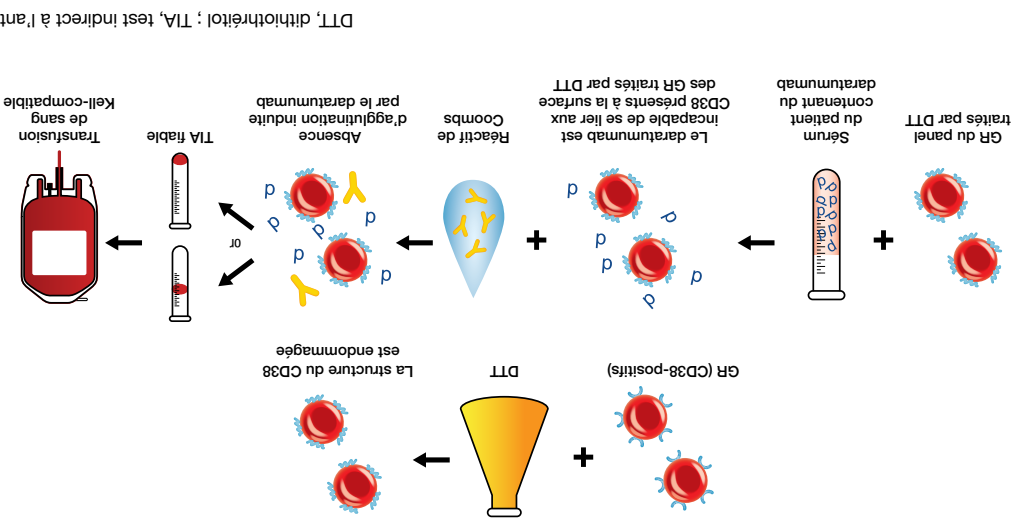 GR (CD38-positifs)
DTT
La structure du CD38
est endommagée
or
GR du panel
traités par DTT
Sérum
du patient
contenant du
daratumumab
Le daratumumab est
incapable de se lier aux
CD38 présents à la surface
des GR traités par DTT
Réactif de
Coombs
Absence
d'agglutination induite
par le daratumumab
TIA fiable
Transfusion
de sang
Kell-compatible
DTT, dithiothréitol ; TIA, test indirect à l'ant